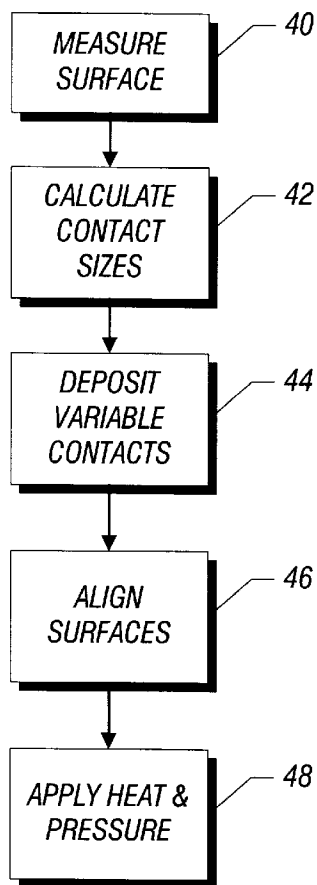 MEASURE
SURFACE
40
CALCULATE
CONTACT
SIZES
42
DEPOSIT
VARIABLE
CONTACTS
44
ALIGN
SURFACES
46
APPLY HEAT &
PRESSURE
48